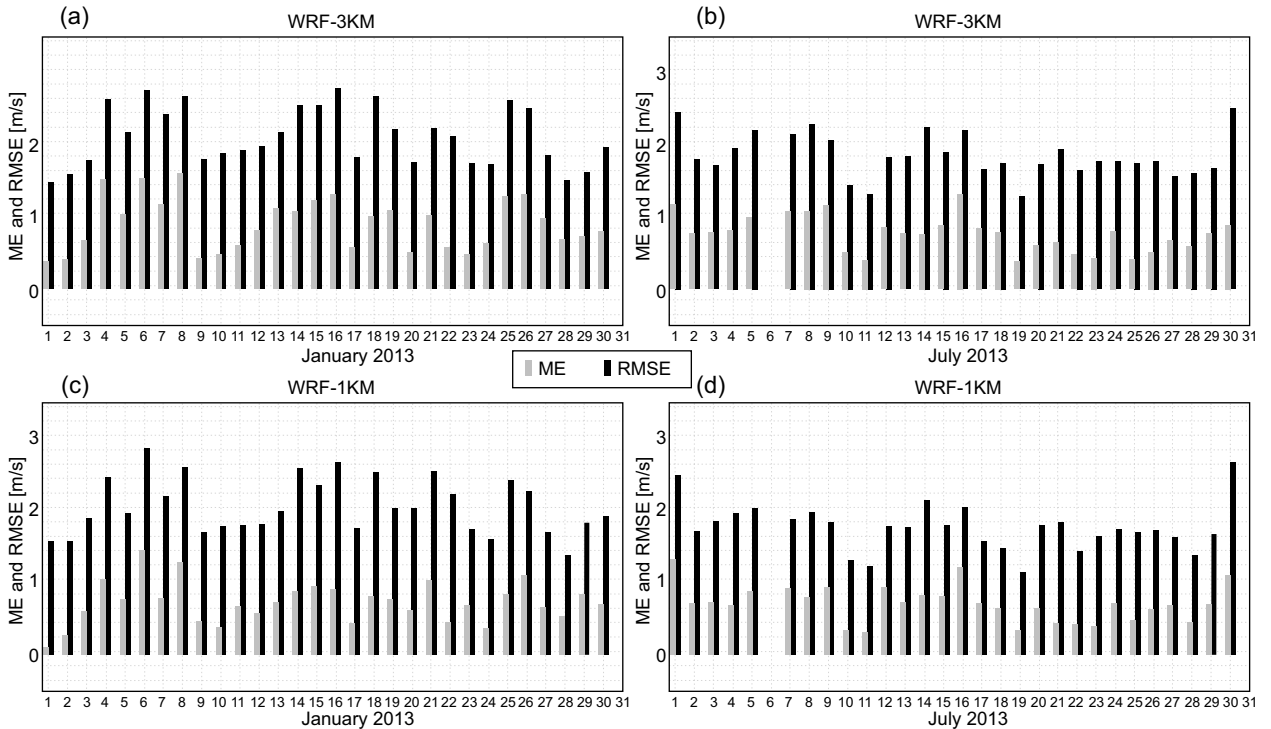 (a)
WRF-3KM
ME and RMSE [m/s]
2
1
0
1 2 3 4 5 6 7 8 9 10 11 12 13 14 15 16 17 18 19 20 21 22 23 24 25 26 27 28 29 30 31
January 2013
(b)
WRF-3KM
ME and RMSE [m/s]
3
2
1
0
1 2 3 4 5 6 7 8 9 10 11 12 13 14 15 16 17 18 19 20 21 22 23 24 25 26 27 28 29 30 31
July 2013
ME RMSE
(c)
WRF-1KM
ME and RMSE [m/s]
3
2
1
0
1 2 3 4 5 6 7 8 9 10 11 12 13 14 15 16 17 18 19 20 21 22 23 24 25 26 27 28 29 30 31
January 2013
(d)
WRF-1KM
ME and RMSE [m/s]
3
2
1
0
1 2 3 4 5 6 7 8 9 10 11 12 13 14 15 16 17 18 19 20 21 22 23 24 25 26 27 28 29 30 31
July 2013